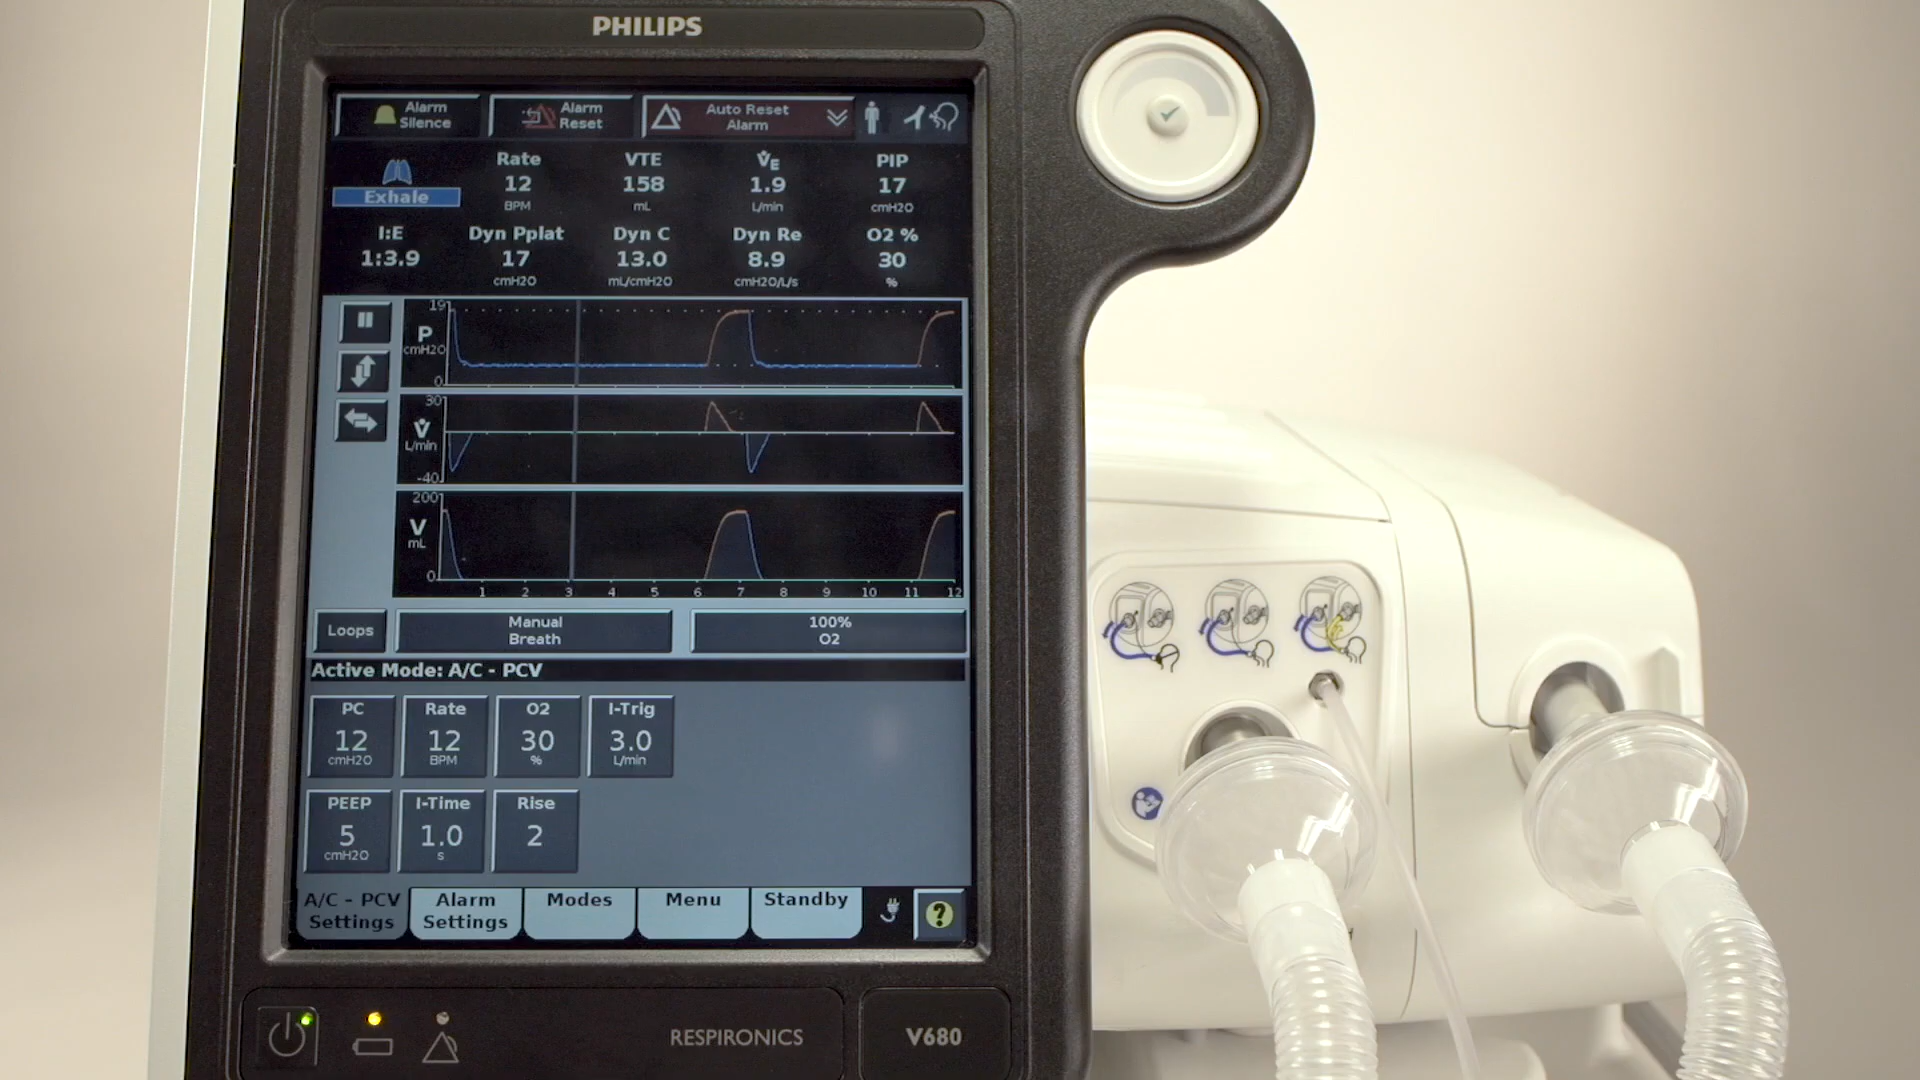 PHILIPS
Alarm
Silence
Alarm
Reset
Auto Reset
Alarm
Exhale
Rate
12
BPM
VTE
158
mL
V̇E
1.9
L/min
PIP
17
cmH2O
I:E
1:3.9
Dyn Pplat
17
cmH2O
Dyn C
13.0
mL/cmH2O
Dyn Re
8.9
cmH2O/L/s
O2 %
30
%
19
P
cmH2O
0
30
V̇
L/min
-40
200
V
mL
0
1 2 3 4 5 6 7 8 9 10 11 12
Loops
Manual
Breath
100%
O2
Active Mode: A/C - PCV
PC
12
cmH2O
Rate
12
BPM
O2
30
%
I-Trig
3.0
L/min
PEEP
5
cmH2O
I-Time
1.0
s
Rise
2
A/C - PCV
Settings
Alarm
Settings
Modes
Menu
Standby
?
RESPIRONICS
V680